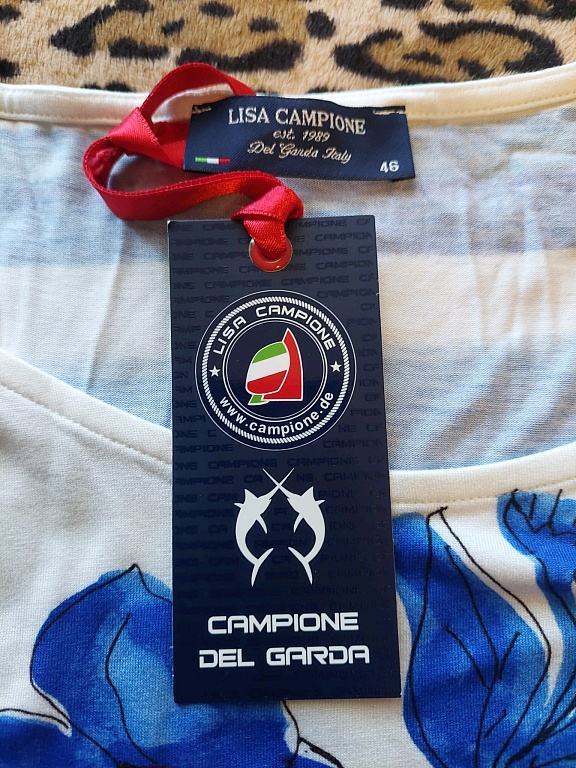 LISA CAMPIONE
est. 1989
Del Garda Italy
46
LISA CAMPIONE
www.campione.de
CAMPIONE
DEL GARDA